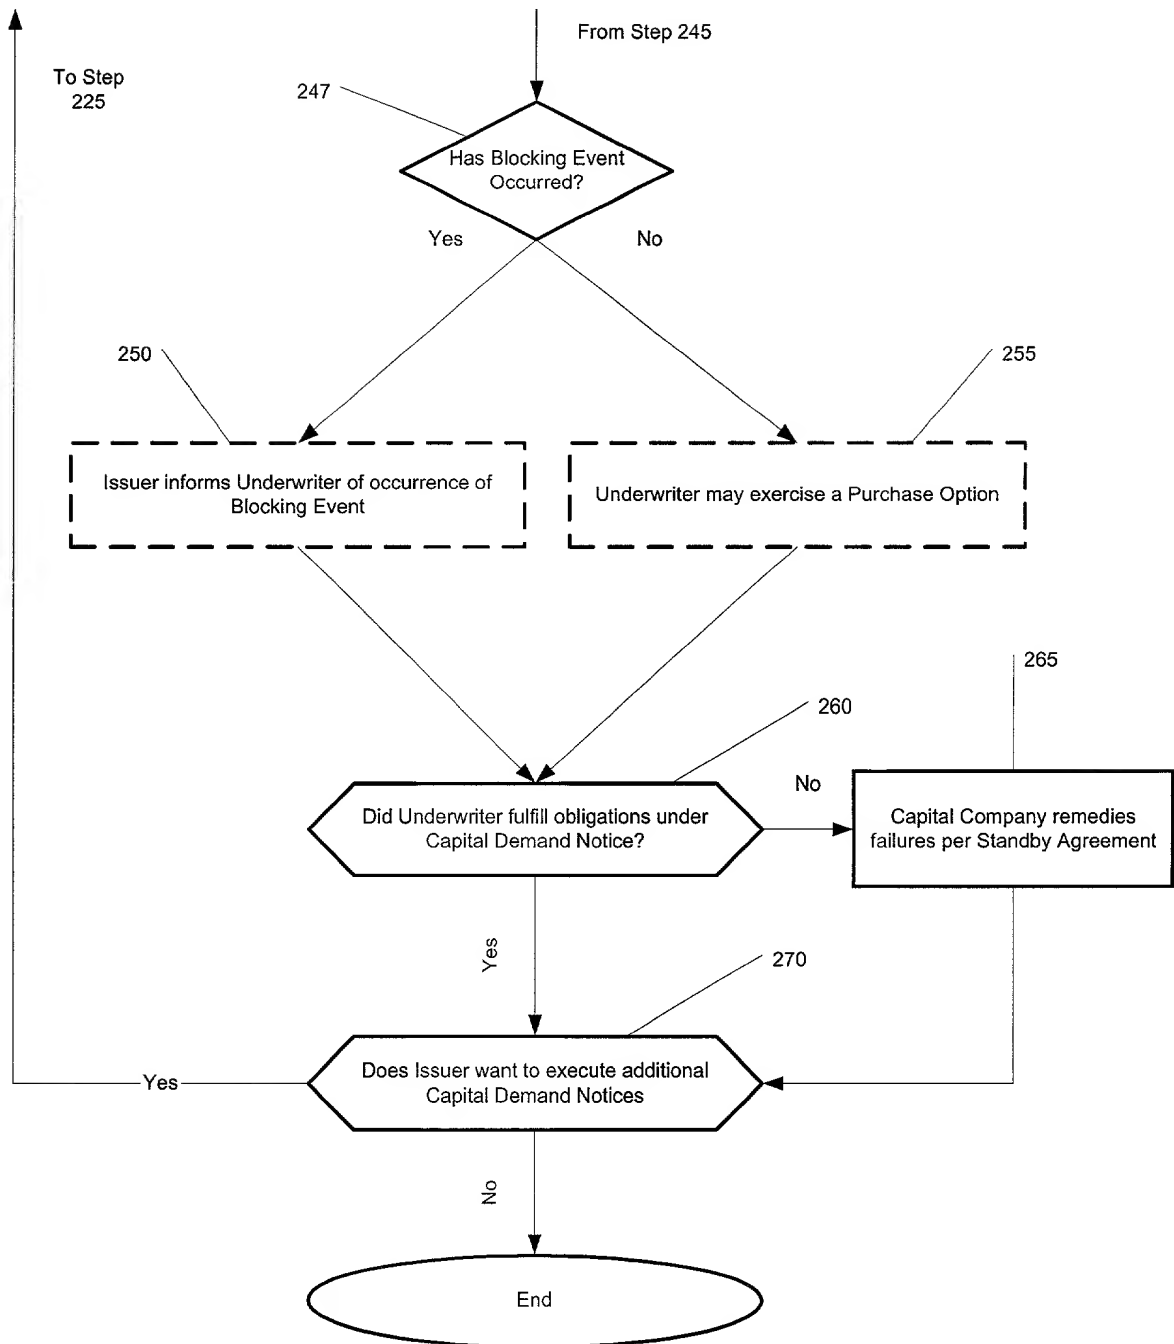 From Step 245
To Step
225
247
Has Blocking Event
Occurred?
Yes
No
250
255
Issuer informs Underwriter of occurrence of
Blocking Event
Underwriter may exercise a Purchase Option
265
260
No
Did Underwriter fulfill obligations under
Capital Demand Notice?
Capital Company remedies
failures per Standby Agreement
Yes
270
Does Issuer want to execute additional
Capital Demand Notices
Yes
No
End